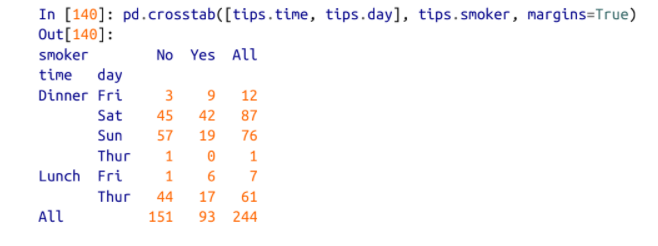 In [140]: pd.crosstab([tips.time, tips.day], tips.smoker, margins=True)
Out[140]:
smoker No Yes All
time day
Dinner Fri 3 9 12
Sat 45 42 87
Sun 57 19 76
Thur 1 0 1
Lunch Fri 1 6 7
Thur 44 17 61
All 151 93 244